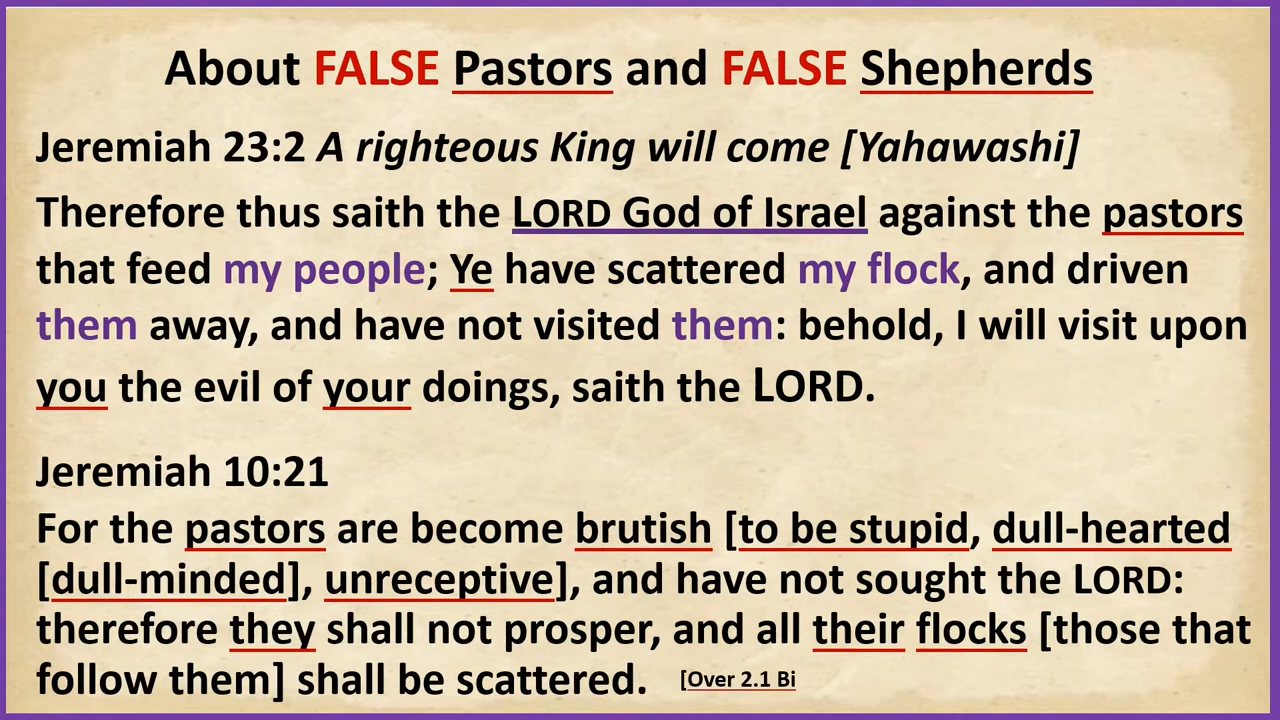 About FALSE Pastors and FALSE Shepherds
Jeremiah 23:2 A righteous King will come [Yahawashi]
Therefore thus saith the LORD God of Israel against the pastors
that feed my people; Ye have scattered my flock, and driven
them away, and have not visited them: behold, I will visit upon
you the evil of your doings, saith the LORD.
Jeremiah 10:21
For the pastors are become brutish [to be stupid, dull-hearted
[dull-minded], unreceptive], and have not sought the LORD:
therefore they shall not prosper, and all their flocks [those that
follow them] shall be scattered. [Over 2.1 Bi